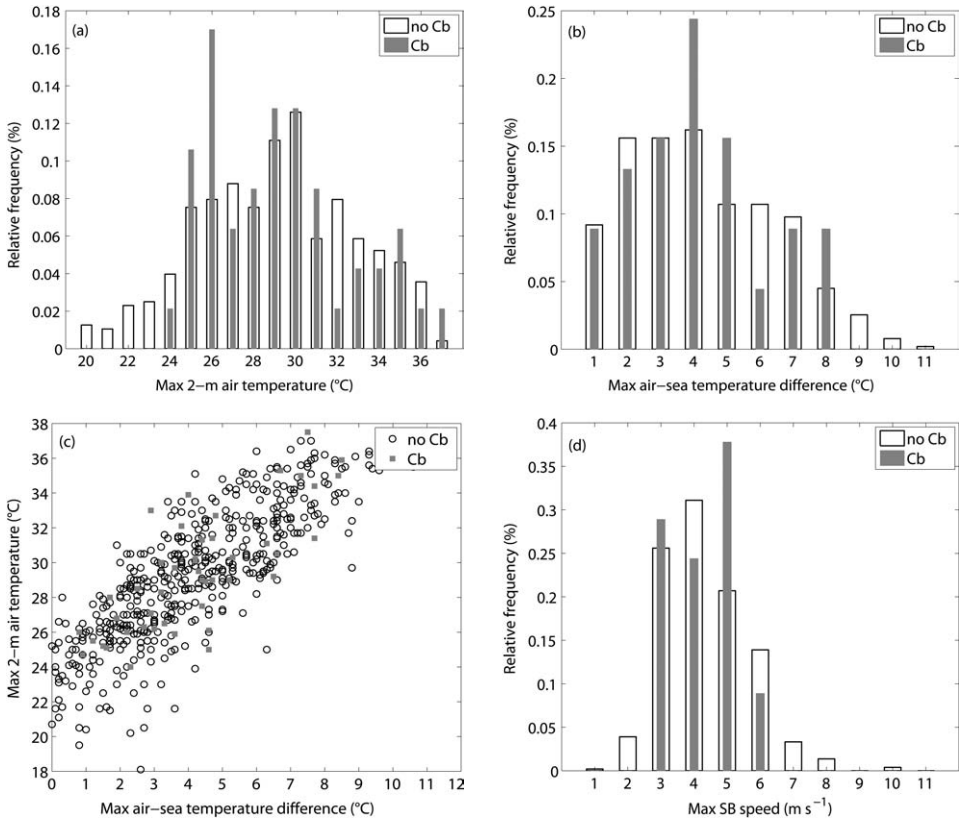 (a)
no Cb
Cb
Relative frequency (%)
0.18
0.16
0.14
0.12
0.1
0.08
0.06
0.04
0.02
0
20 22 24 26 28 30 32 34 36
Max 2−m air temperature (°C)
(b)
no Cb
Cb
Relative frequency (%)
0.25
0.2
0.15
0.1
0.05
0
1 2 3 4 5 6 7 8 9 10 11
Max air−sea temperature difference (°C)
(c)
no Cb
Cb
Max 2−m air temperature (°C)
38
36
34
32
30
28
26
24
22
20
18
0 1 2 3 4 5 6 7 8 9 10 11 12
Max air−sea temperature difference (°C)
(d)
no Cb
Cb
Relative frequency (%)
0.4
0.35
0.3
0.25
0.2
0.15
0.1
0.05
0
1 2 3 4 5 6 7 8 9 10 11
Max SB speed (m s⁻¹)